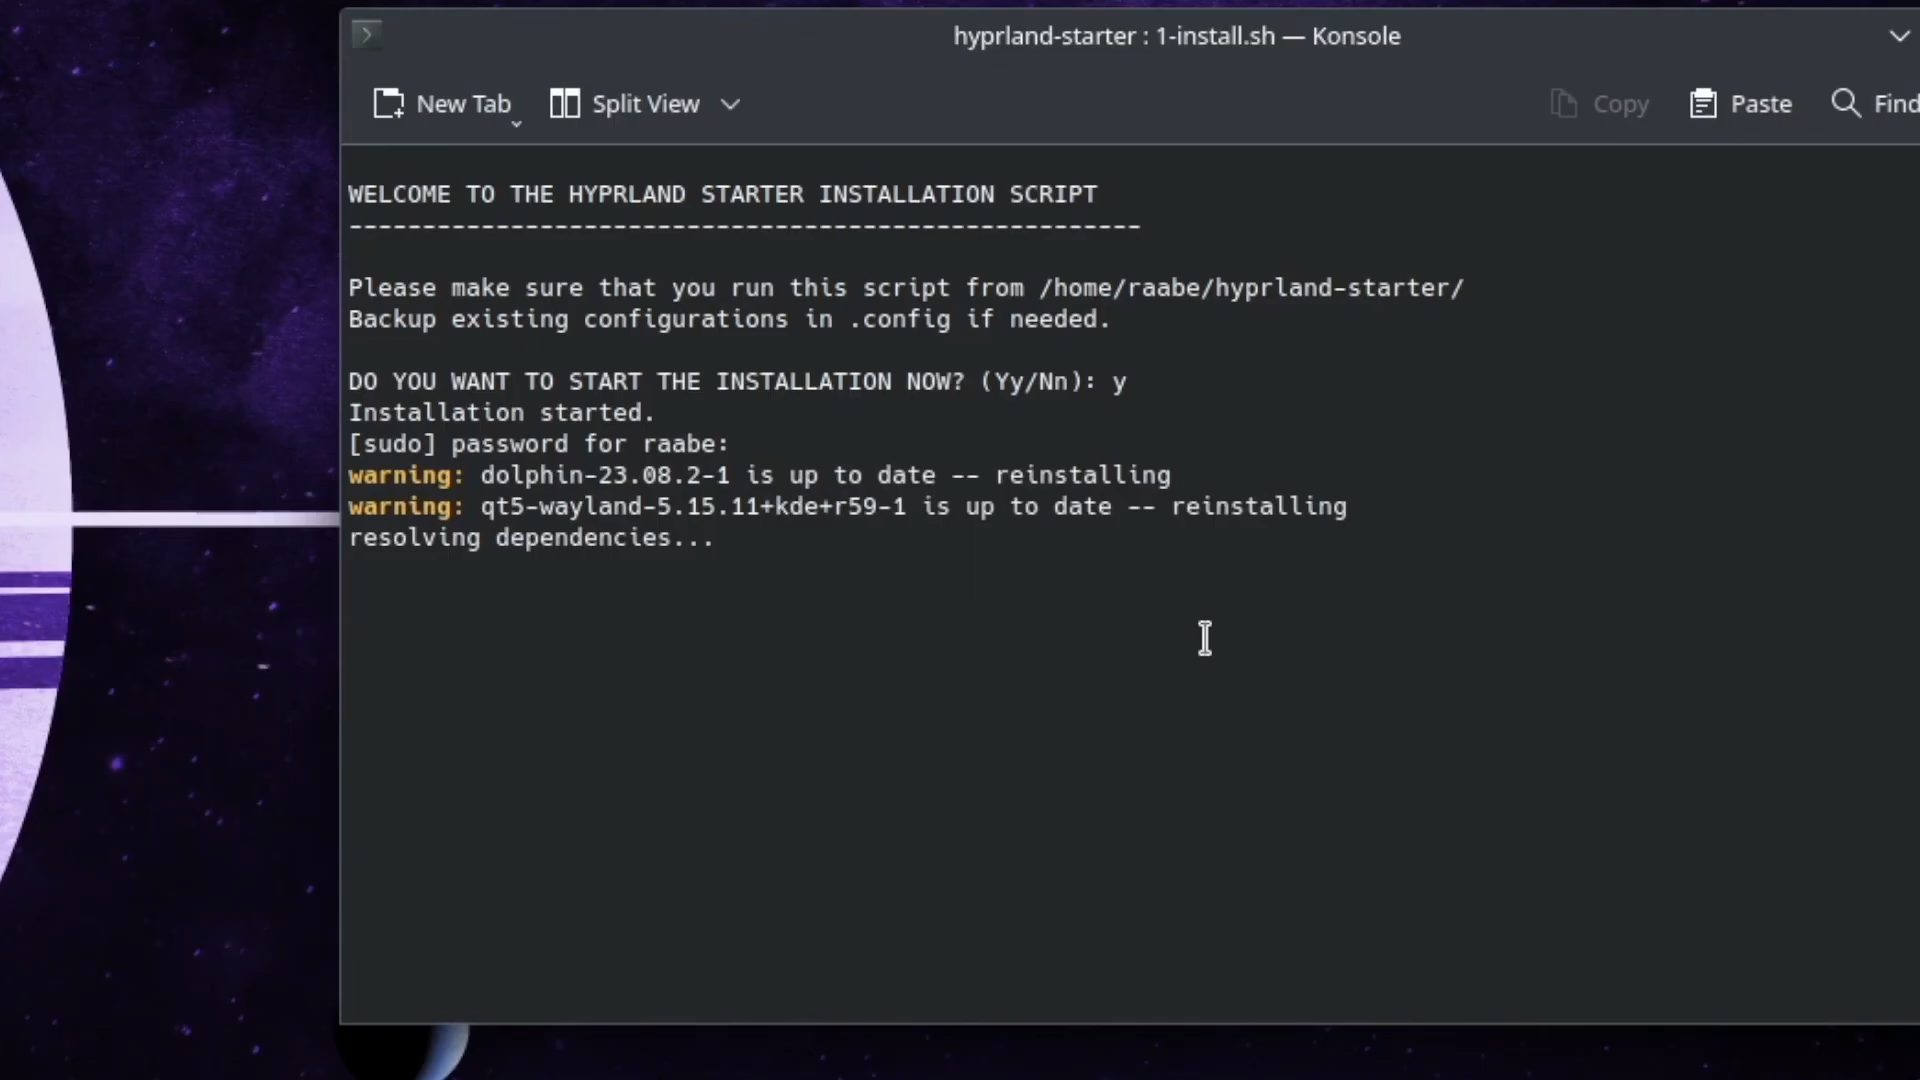 hyprland-starter : 1-install.sh — Konsole
New Tab Split View Copy Paste Find
WELCOME TO THE HYPRLAND STARTER INSTALLATION SCRIPT
------------------------------------------------------
Please make sure that you run this script from /home/raabe/hyprland-starter/
Backup existing configurations in .config if needed.
DO YOU WANT TO START THE INSTALLATION NOW? (Yy/Nn): y
Installation started.
[sudo] password for raabe:
warning: dolphin-23.08.2-1 is up to date -- reinstalling
warning: qt5-wayland-5.15.11+kde+r59-1 is up to date -- reinstalling
resolving dependencies...